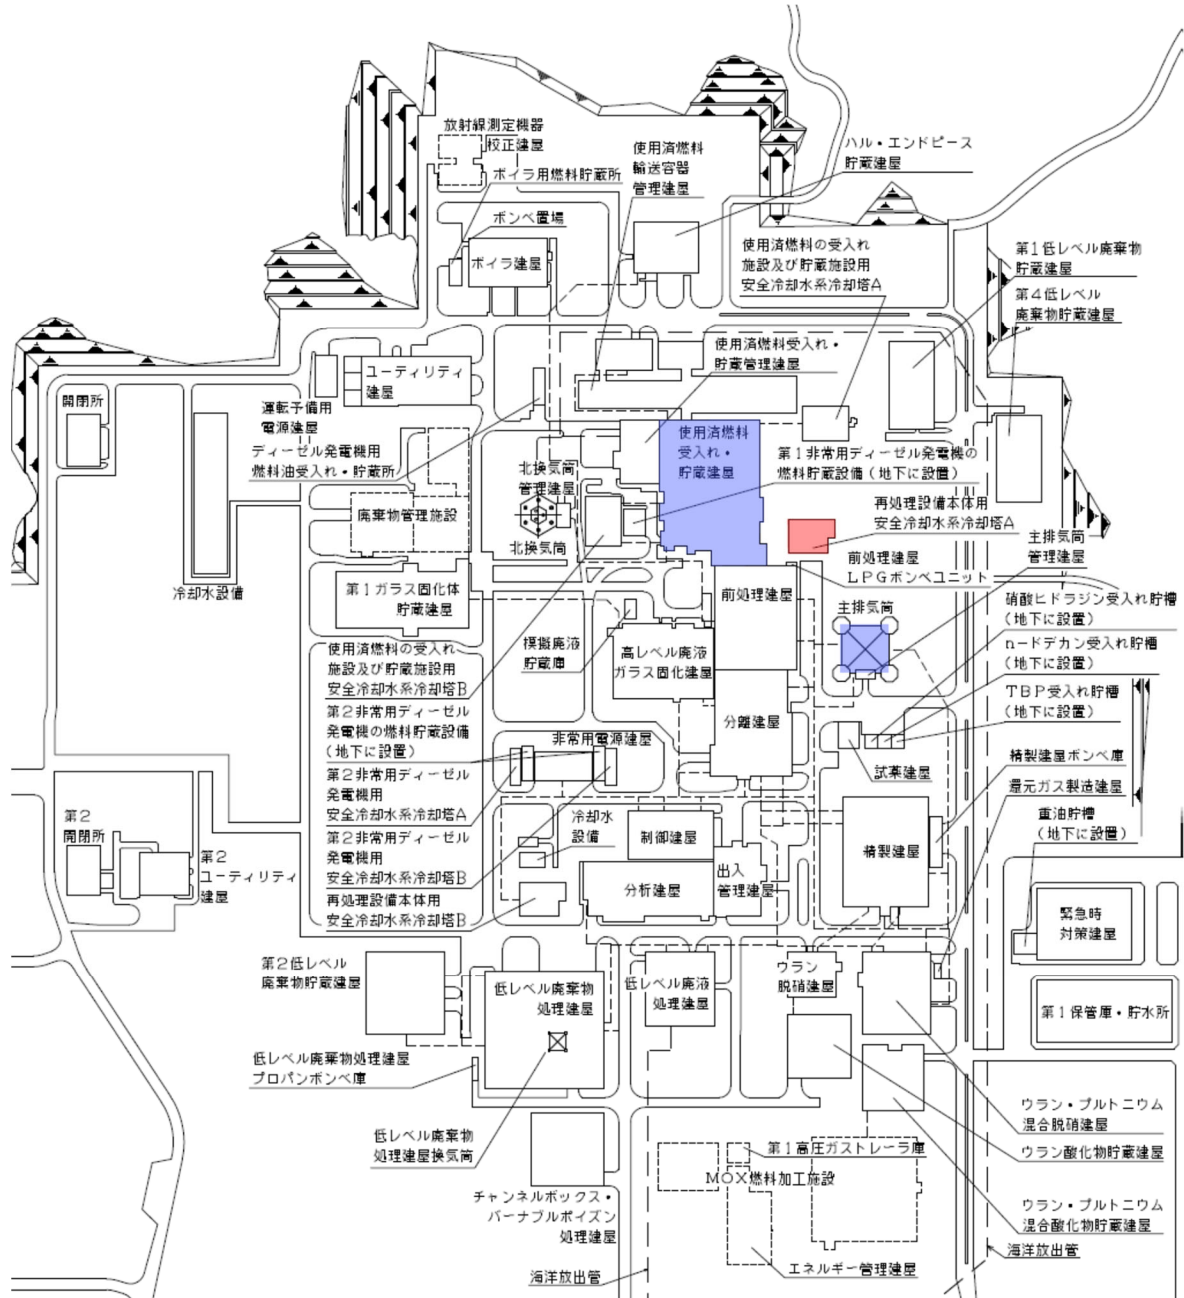 放射線測定機器
校正建屋
ボイラ用燃料貯蔵所
ボンベ置場
ボイラ建屋
使用済燃料
輸送容器
管理建屋
ハル・エンドピース
貯蔵建屋
使用済燃料の受入れ
施設及び貯蔵施設用
安全冷却水系冷却塔A
第1低レベル廃棄物
貯蔵建屋
第4低レベル
廃棄物貯蔵建屋
使用済燃料受入れ・
貯蔵管理建屋
ユーティリティ
建屋
開閉所
運転予備用
電源建屋
ディーゼル発電機用
燃料油受入れ・貯蔵所
使用済燃料
受入れ・
貯蔵建屋
第1非常用ディーゼル発電機の
燃料貯蔵設備(地下に設置)
北換気筒
管理建屋
廃棄物管理施設
再処理設備本体用
安全冷却水系冷却塔A
主排気筒
管理建屋
北換気筒
前処理建屋
LPGボンベユニット
冷却水設備
第1ガラス固化体
貯蔵建屋
前処理建屋
主排気筒
硝酸ヒドラジン受入れ貯槽
(地下に設置)
模擬廃液
貯蔵庫
高レベル廃液
ガラス固化建屋
n-ドデカン受入れ貯槽
(地下に設置)
使用済燃料の受入れ
施設及び貯蔵施設用
安全冷却水系冷却塔B
TBP受入れ貯槽
(地下に設置)
第2非常用ディーゼル
発電機の燃料貯蔵設備
(地下に設置)
分離建屋
非常用電源建屋
精製建屋ボンベ庫
試薬建屋
第2非常用ディーゼル
発電機用
安全冷却水系冷却塔A
還元ガス製造建屋
重油貯槽
(地下に設置)
第2
開閉所
冷却水
設備
第2非常用ディーゼル
発電機用
安全冷却水系冷却塔B
制御建屋
精製建屋
第2
ユーティリティ
建屋
出入
管理建屋
分析建屋
再処理設備本体用
安全冷却水系冷却塔B
緊急時
対策建屋
第2低レベル
廃棄物貯蔵建屋
低レベル廃棄物
処理建屋
低レベル廃液
処理建屋
ウラン
脱硝建屋
第1保管庫・貯水所
低レベル廃棄物処理建屋
プロパンボンベ庫
ウラン・プルトニウム
混合脱硝建屋
低レベル廃棄物
処理建屋換気筒
第1高圧ガストレーラ庫
ウラン酸化物貯蔵建屋
MOX燃料加工施設
チャンネルボックス・
バーナブルポイズン
処理建屋
ウラン・プルトニウム
混合酸化物貯蔵建屋
海洋放出管
エネルギー管理建屋
海洋放出管